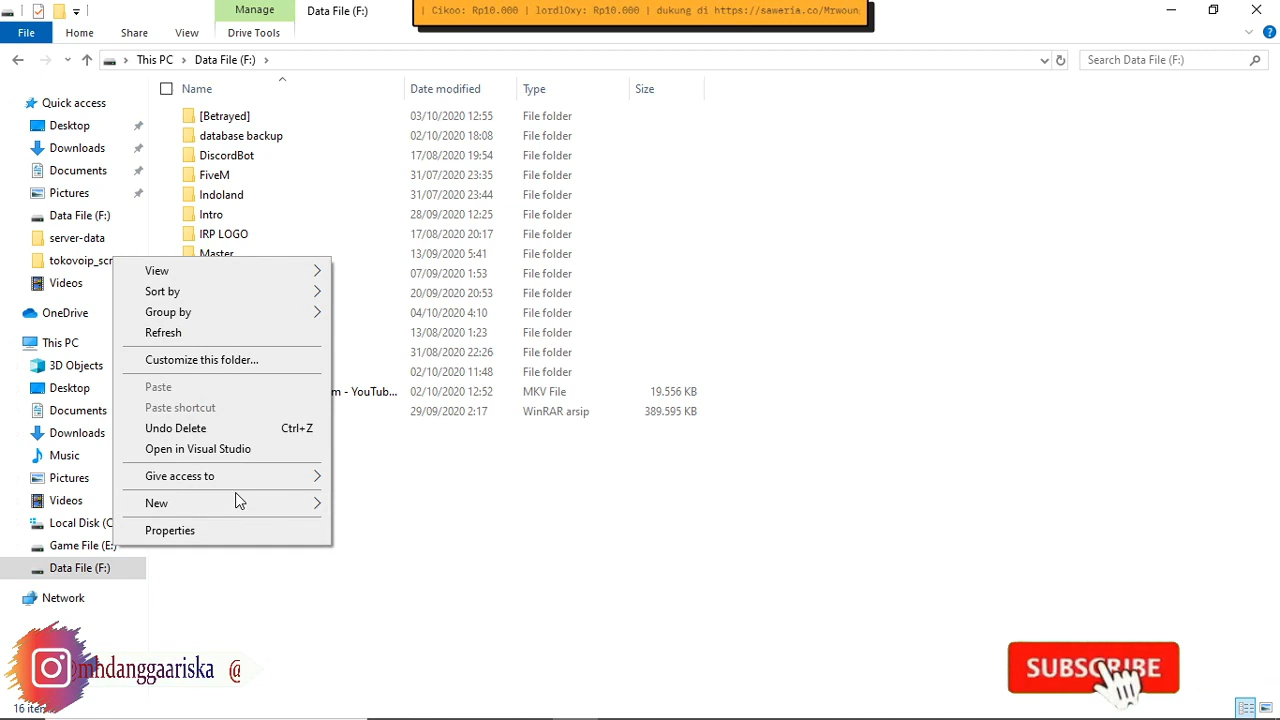 Manage
Data File (F:)
| Cikoo: Rp10.000 | lordl0xy: Rp10.000 | dukung di https://saweria.co/Mrwoun
File
Home
Share
View
Drive Tools
This PC > Data File (F:) >
Search Data File (F:)
Name
Date modified
Type
Size
Quick access
Desktop
Downloads
Documents
Pictures
Data File (F:)
server-data
tokovoip_scr
Videos
OneDrive
This PC
3D Objects
Desktop
Documents
Downloads
Music
Pictures
Videos
Local Disk (C
Game File (E:)
Data File (F:)
Network
[Betrayed] 03/10/2020 12:55 File folder
database backup 02/10/2020 18:08 File folder
DiscordBot 17/08/2020 19:54 File folder
FiveM 31/07/2020 23:35 File folder
Indoland 31/07/2020 23:44 File folder
Intro 28/09/2020 12:25 File folder
IRP LOGO 17/08/2020 20:17 File folder
Master 13/09/2020 5:41 File folder
07/09/2020 1:53 File folder
20/09/2020 20:53 File folder
04/10/2020 4:10 File folder
13/08/2020 1:23 File folder
31/08/2020 22:26 File folder
02/10/2020 11:48 File folder
m - YouTub... 02/10/2020 12:52 MKV File 19.556 KB
29/09/2020 2:17 WinRAR arsip 389.595 KB
View
Sort by
Group by
Refresh
Customize this folder...
Paste
Paste shortcut
Undo Delete Ctrl+Z
Open in Visual Studio
Give access to
New
Properties
@mhdanggaariska @
SUBSCRIBE
16 item